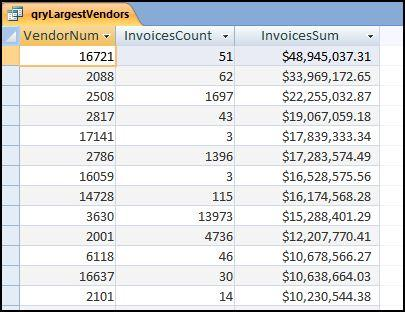 qryLargestVendors
VendorNum InvoicesCount InvoicesSum
16721 51 $48,945,037.31
2088 62 $33,969,172.65
2508 1697 $22,255,032.87
2817 43 $19,067,059.18
17141 3 $17,839,333.34
2786 1396 $17,283,574.49
16059 3 $16,528,575.56
14728 115 $16,174,568.28
3630 13973 $15,288,401.29
2001 4736 $12,207,770.41
6118 46 $10,678,566.27
16637 30 $10,638,664.03
2101 14 $10,230,544.38